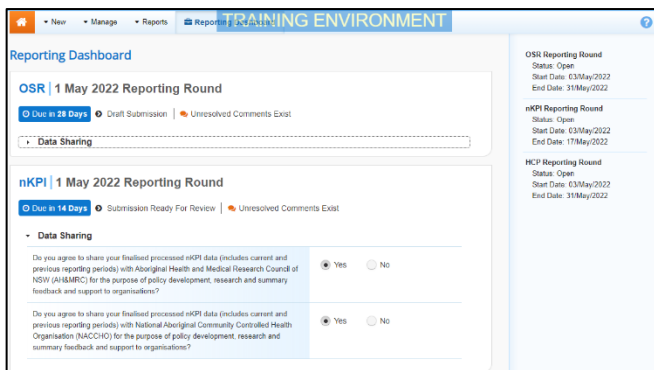 New Manage Reports Reporting Dashboard
TRAINING ENVIRONMENT
?
Reporting Dashboard
OSR | 1 May 2022 Reporting Round
Due in 28 Days Draft Submission | Unresolved Comments Exist
Data Sharing
nKPI | 1 May 2022 Reporting Round
Due in 14 Days Submission Ready For Review | Unresolved Comments Exist
Data Sharing
Do you agree to share your finalised processed nKPI data (includes current and
previous reporting periods) with Aboriginal Health and Medical Research Council of
NSW (AH&MRC) for the purpose of policy development, research and summary
feedback and support to organisations?
Yes No
Do you agree to share your finalised processed nKPI data (includes current and
previous reporting periods) with National Aboriginal Community Controlled Health
Organisation (NACCHO) for the purpose of policy development, research and
summary feedback and support to organisations?
Yes No
OSR Reporting Round
Status: Open
Start Date: 03/May/2022
End Date: 31/May/2022
nKPI Reporting Round
Status: Open
Start Date: 03/May/2022
End Date: 17/May/2022
HCP Reporting Round
Status: Open
Start Date: 03/May/2022
End Date: 31/May/2022